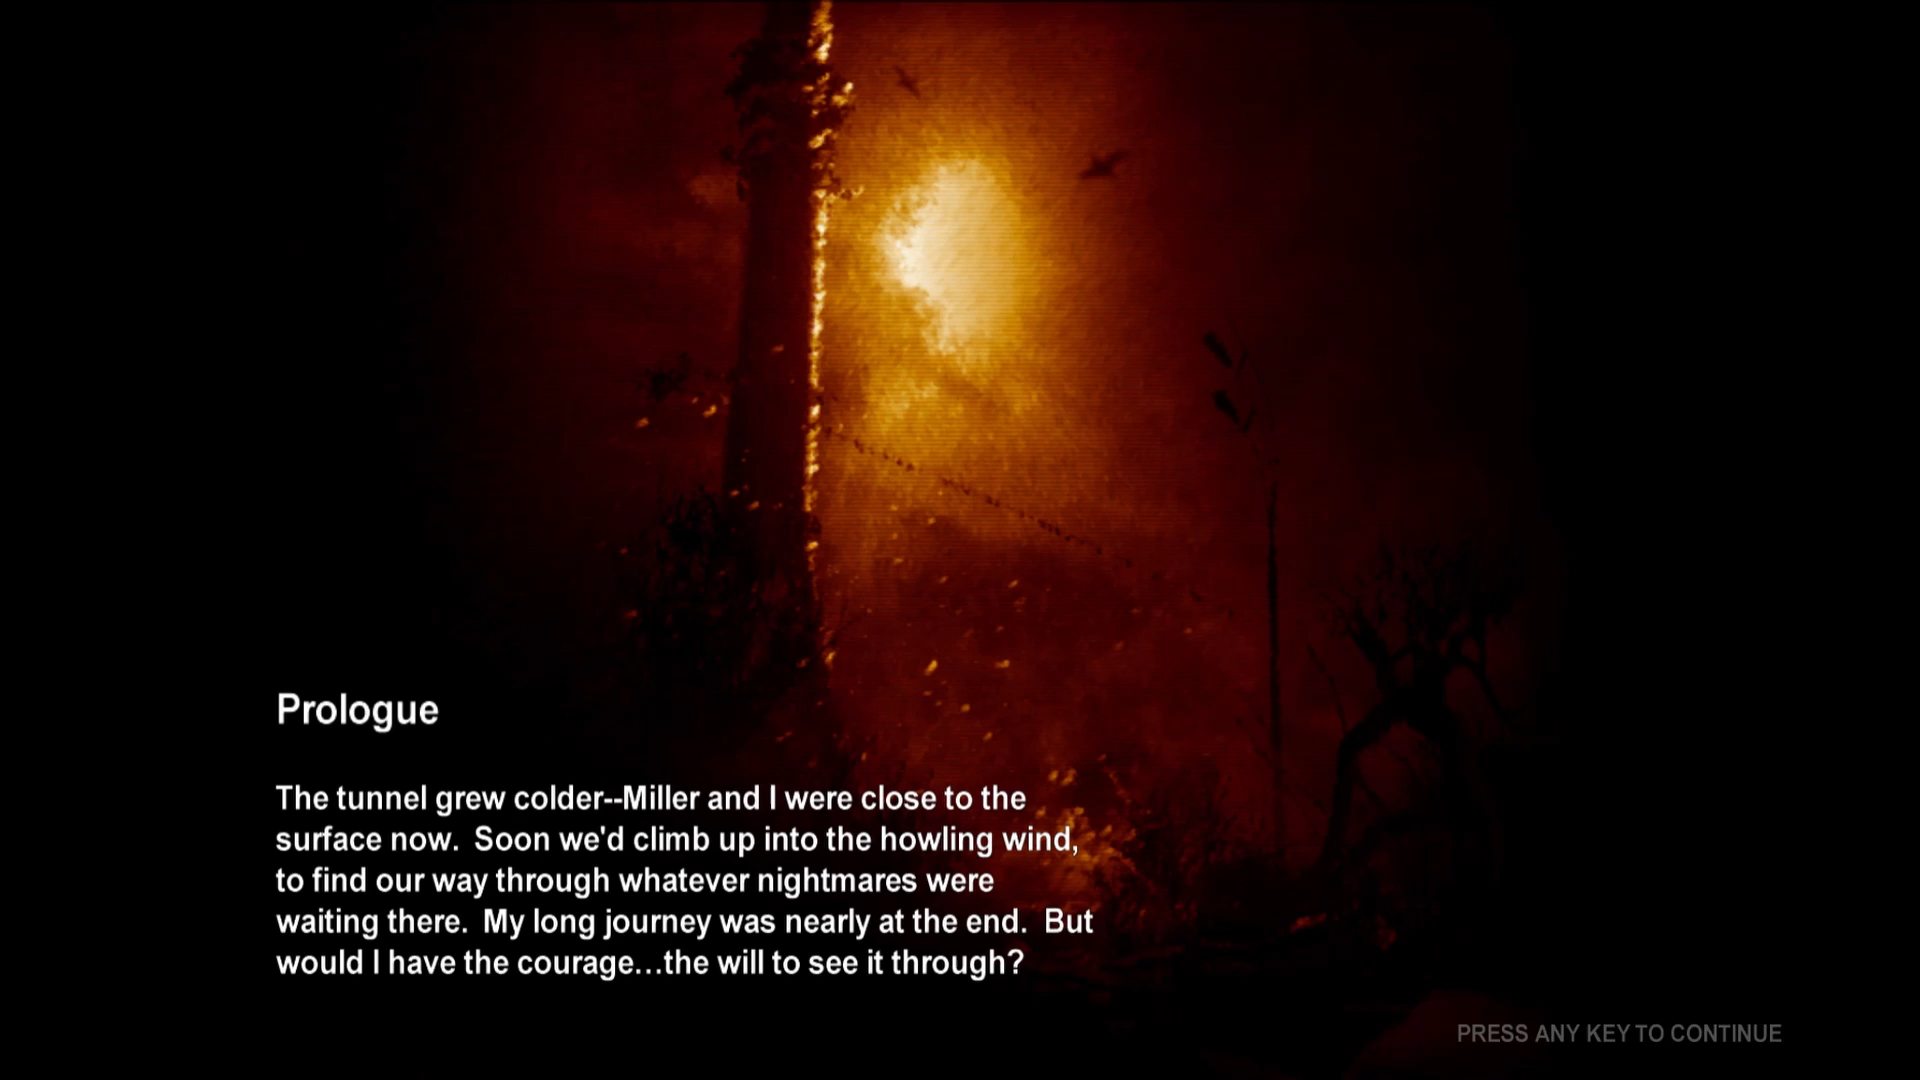 Prologue
The tunnel grew colder--Miller and I were close to the
surface now.  Soon we'd climb up into the howling wind,
to find our way through whatever nightmares were
waiting there.  My long journey was nearly at the end.  But
would I have the courage...the will to see it through?
PRESS ANY KEY TO CONTINUE